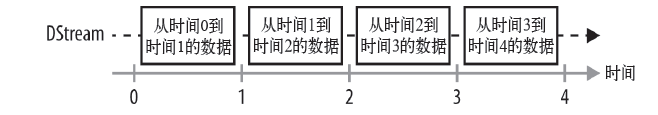 DStream
从时间0到
时间1的数据
从时间1到
时间2的数据
从时间2到
时间3的数据
从时间3到
时间4的数据
时间
0 1 2 3 4